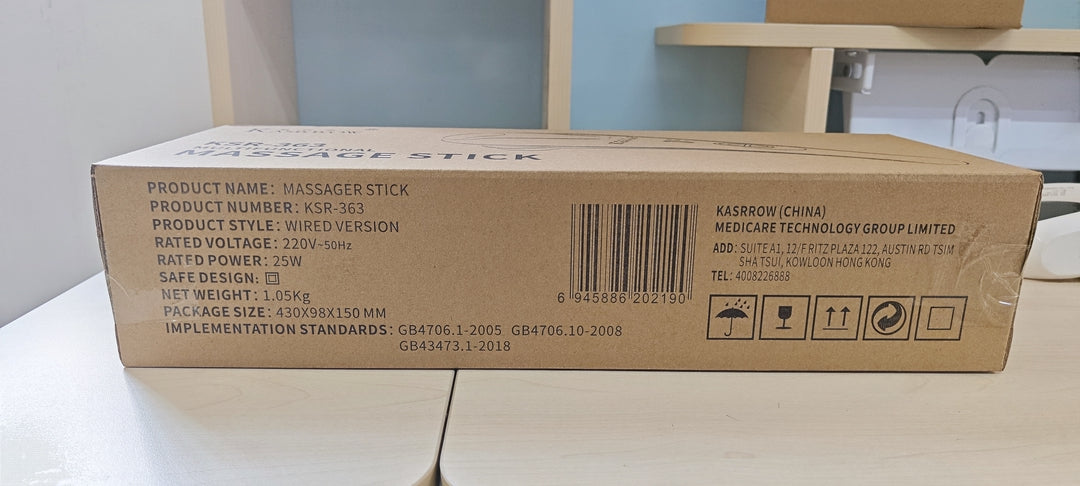 KSR-363
MULTIFUNCTIONAL
MASSAGE STICK
PRODUCT NAME: MASSAGER STICK
PRODUCT NUMBER: KSR-363
PRODUCT STYLE: WIRED VERSION
RATED VOLTAGE: 220V~50Hz
RATED POWER: 25W
SAFE DESIGN:
NET WEIGHT: 1.05Kg
PACKAGE SIZE: 430X98X150 MM
IMPLEMENTATION STANDARDS: GB4706.1-2005 GB4706.10-2008
GB43473.1-2018
6 945886 202190
KASRROW (CHINA)
MEDICARE TECHNOLOGY GROUP LIMITED
ADD: SUITE A1, 12/F RITZ PLAZA 122, AUSTIN RD TSIM
SHA TSUI, KOWLOON HONG KONG
TEL: 4008226888